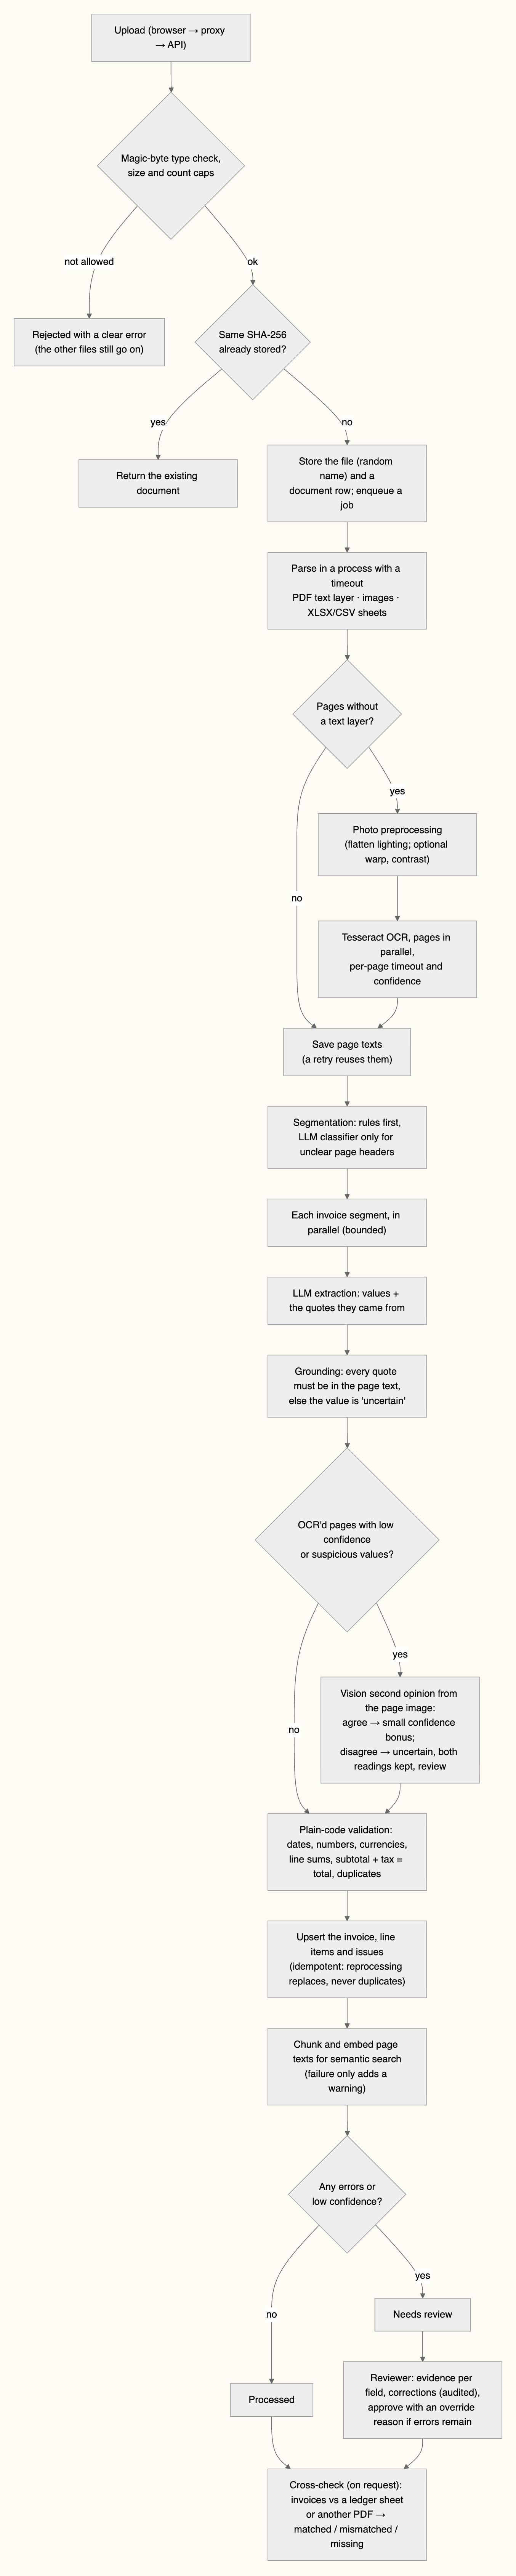 Upload (browser → proxy
→ API)
Magic-byte type check,
size and count caps
not allowed
ok
Rejected with a clear error
(the other files still go on)
Same SHA-256
already stored?
yes
no
Return the existing
document
Store the file (random
name) and a
document row; enqueue a
job
Parse in a process with a
timeout
PDF text layer · images ·
XLSX/CSV sheets
Pages without
a text layer?
yes
Photo preprocessing
(flatten lighting; optional
warp, contrast)
no
Tesseract OCR, pages in
parallel,
per-page timeout and
confidence
Save page texts
(a retry reuses them)
Segmentation: rules first,
LLM classifier only for
unclear page headers
Each invoice segment, in
parallel (bounded)
LLM extraction: values +
the quotes they came from
Grounding: every quote
must be in the page text,
else the value is 'uncertain'
OCR'd pages with low
confidence
or suspicious values?
yes
Vision second opinion from
the page image:
agree → small confidence
bonus;
disagree → uncertain, both
readings kept, review
no
Plain-code validation:
dates, numbers, currencies,
line sums, subtotal + tax =
total, duplicates
Upsert the invoice, line
items and issues
(idempotent: reprocessing
replaces, never duplicates)
Chunk and embed page
texts for semantic search
(failure only adds a
warning)
Any errors or
low confidence?
yes
no
Needs review
Processed
Reviewer: evidence per
field, corrections (audited),
approve with an override
reason if errors remain
Cross-check (on request):
invoices vs a ledger sheet
or another PDF →
matched / mismatched /
missing